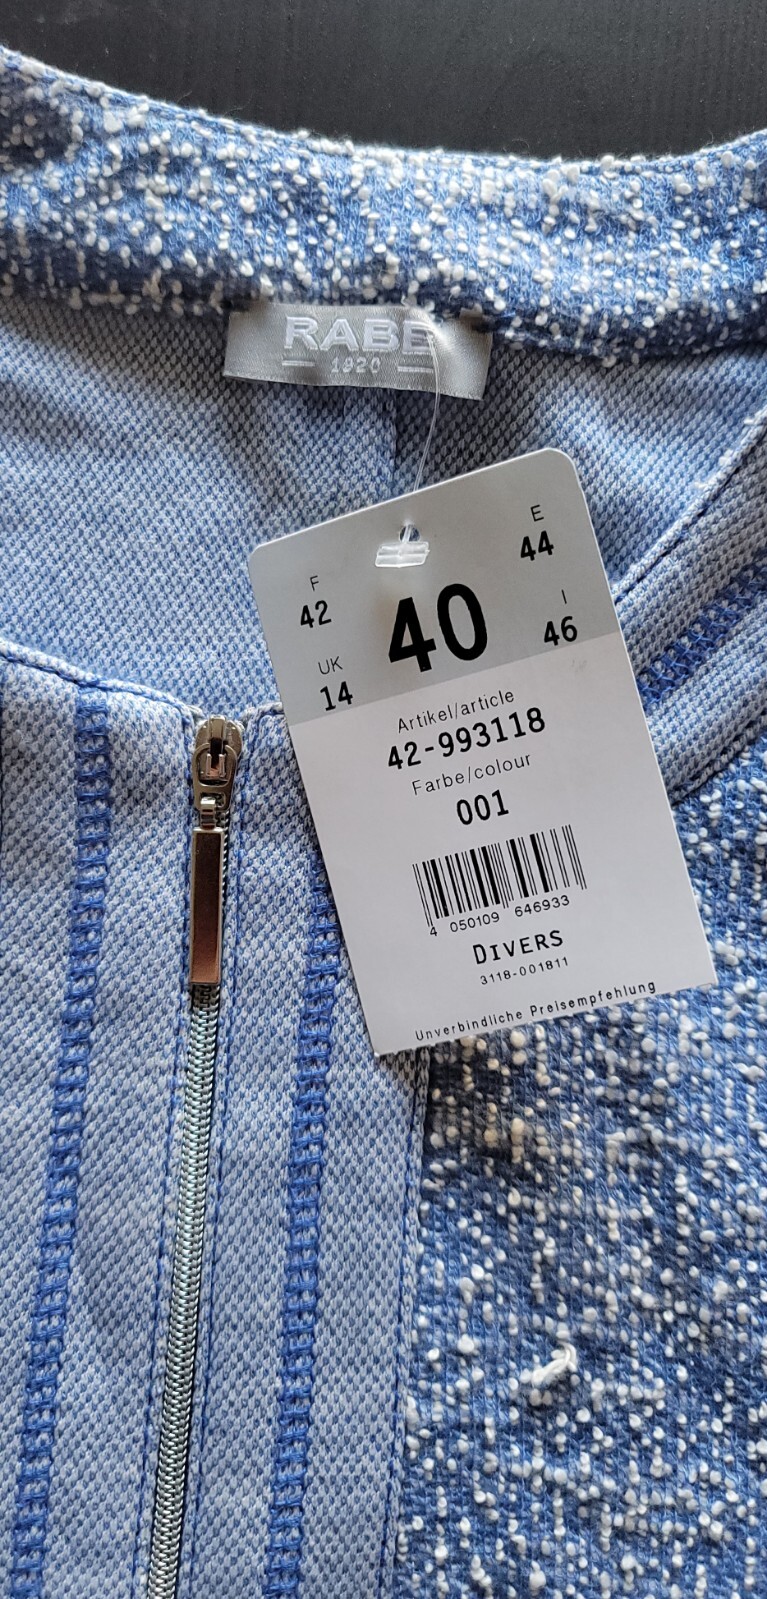 RABE
1920
E
44
F
42
40
I
46
UK
14
Artikel/article
42-993118
Farbe/colour
001
4 050109 646933
DIVERS
3118-001811
Unverbindliche Preisempfehlung